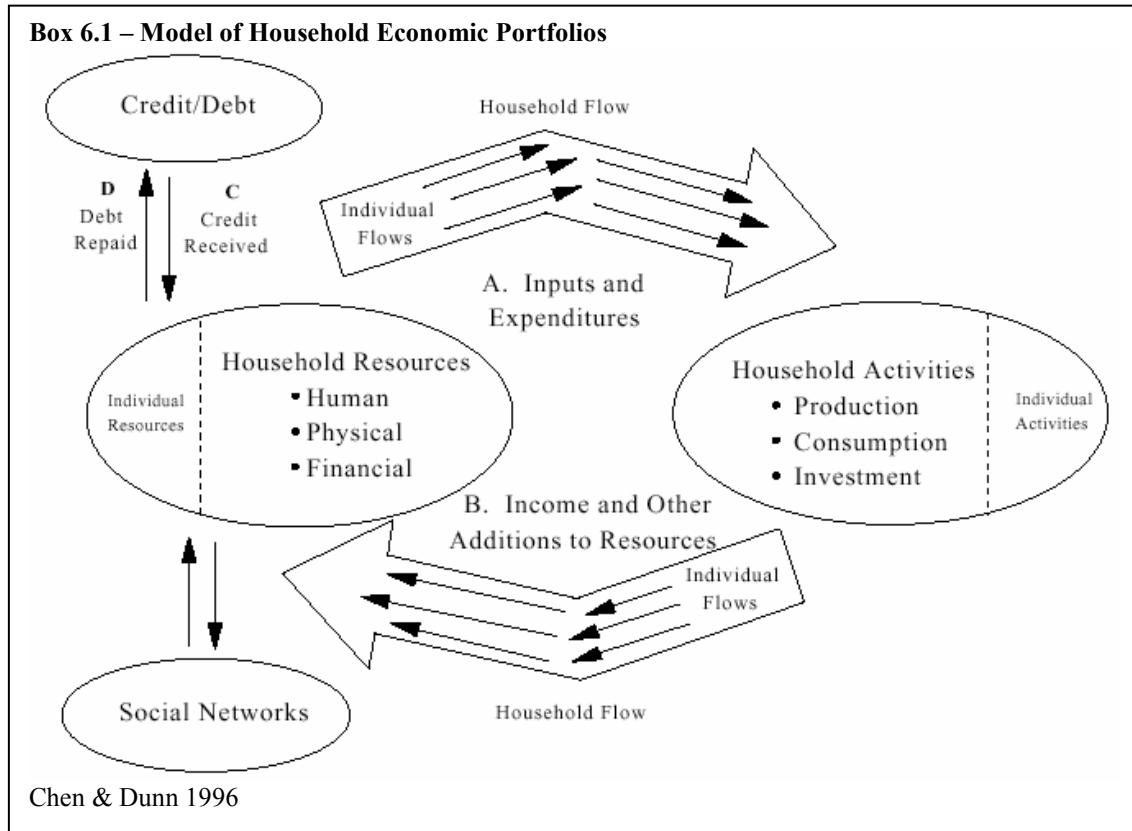 Box 6.1 – Model of Household Economic Portfolios
Credit/Debt
Household Flow
D
Debt
Repaid
C
Credit
Received
Individual
Flows
A. Inputs and
Expenditures
Individual
Resources
Household Resources
• Human
• Physical
• Financial
Household Activities
• Production
• Consumption
• Investment
Individual
Activities
B. Income and Other
Additions to Resources
Individual
Flows
Social Networks
Household Flow
Chen & Dunn 1996